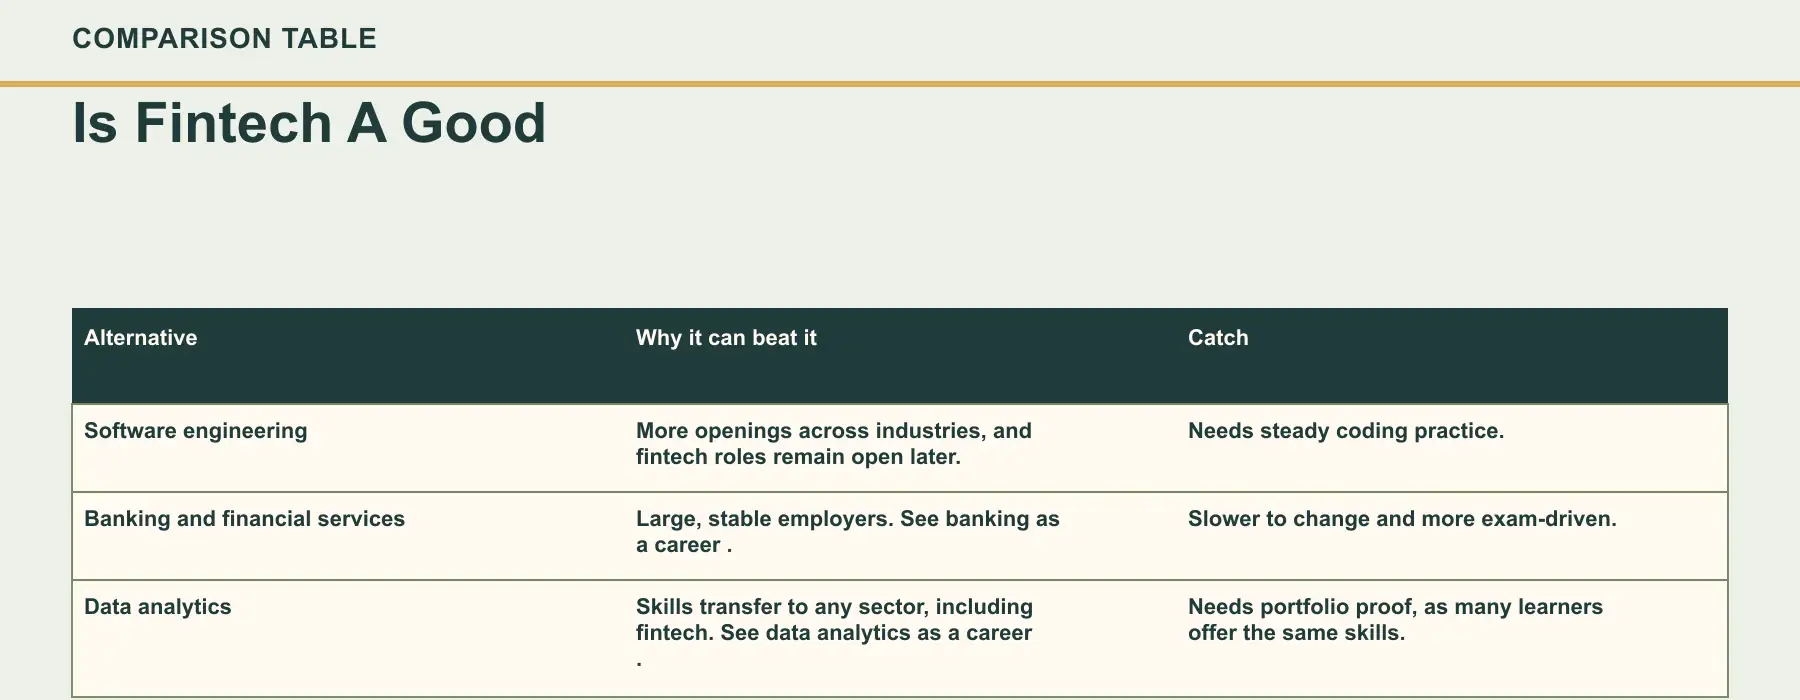 COMPARISON TABLE
Is Fintech A Good
Alternative
Why it can beat it
Catch
Software engineering
More openings across industries, and
fintech roles remain open later.
Needs steady coding practice.
Banking and financial services
Large, stable employers. See banking as
a career .
Slower to change and more exam-driven.
Data analytics
Skills transfer to any sector, including
fintech. See data analytics as a career
.
Needs portfolio proof, as many learners
offer the same skills.